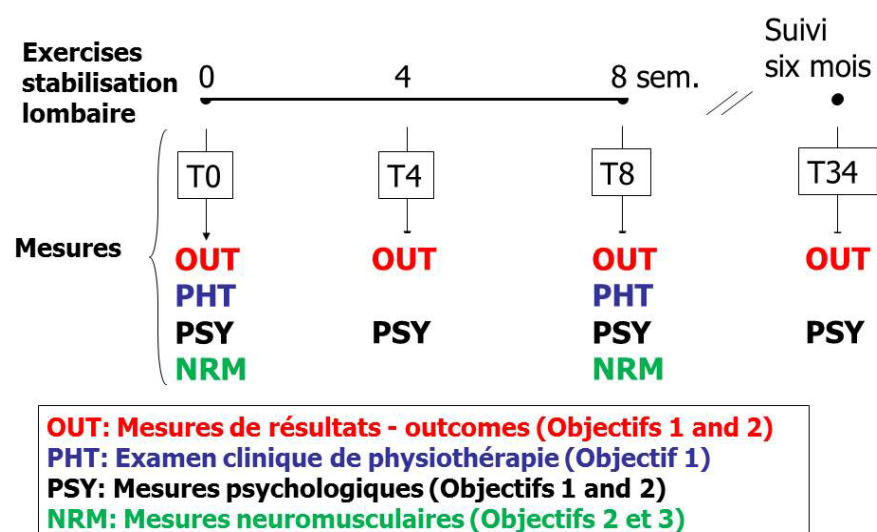 Suivi
six mois
Exercises
stabilisation
lombaire
0 4 8 sem.
T0 T4 T8 T34
Mesures
OUT OUT OUT OUT
PHT PHT
PSY PSY PSY PSY
NRM NRM
OUT: Mesures de résultats - outcomes (Objectifs 1 and 2)
PHT: Examen clinique de physiothérapie (Objectif 1)
PSY: Mesures psychologiques (Objectifs 1 and 2)
NRM: Mesures neuromusculaires (Objectifs 2 et 3)